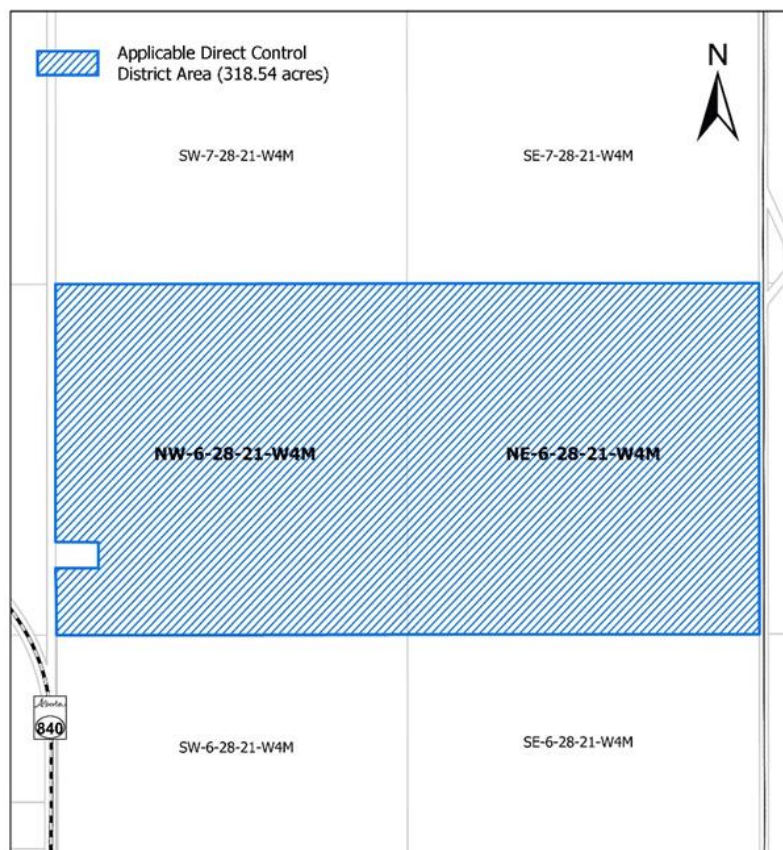 Applicable Direct Control
District Area (318.54 acres)
N
SW-7-28-21-W4M
SE-7-28-21-W4M
NW-6-28-21-W4M
NE-6-28-21-W4M
Alberta
840
SW-6-28-21-W4M
SE-6-28-21-W4M